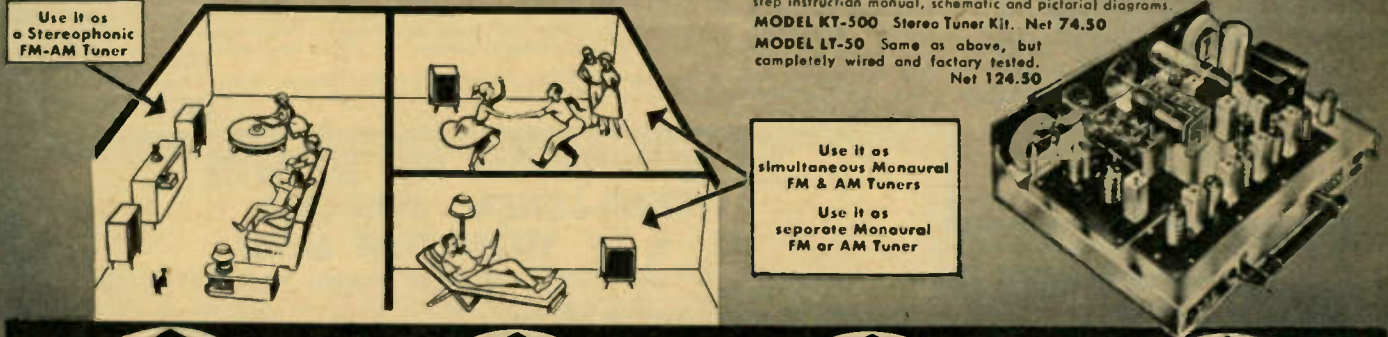 Use it as
a Stereophonic
FM-AM Tuner
step instruction manual, schematic and pictorial diagrams.
MODEL KT-500 Stereo Tuner Kit. Net 74.50
MODEL LT-50 Same as above, but
completely wired and factory tested.
Net 124.50
Use it as
simultaneous Monaural
FM & AM Tuners
Use it as
separate Monaural
FM or AM Tuner